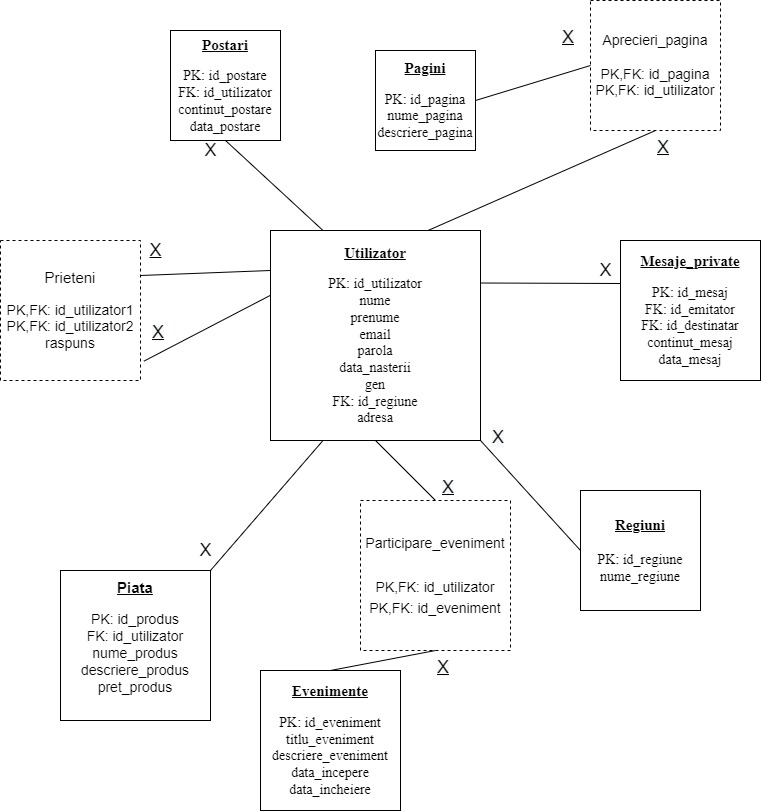 Postari
PK: id_postare
FK: id_utilizator
continut_postare
data_postare
X
Pagini
PK: id_pagina
nume_pagina
descriere_pagina
X
Aprecieri_pagina
PK,FK: id_pagina
PK,FK: id_utilizator
X
Prieteni
PK,FK: id_utilizator1
PK,FK: id_utilizator2
raspuns
X
X
Utilizator
PK: id_utilizator
nume
prenume
email
parola
data_nasterii
gen
FK: id_regiune
adresa
X
Mesaje_private
PK: id_mesaj
FK: id_emitator
FK: id_destinatar
continut_mesaj
data_mesaj
X
X
Piata
PK: id_produs
FK: id_utilizator
nume_produs
descriere_produs
pret_produs
X
Participare_eveniment
PK,FK: id_utilizator
PK,FK: id_eveniment
X
Regiuni
PK: id_regiune
nume_regiune
Evenimente
PK: id_eveniment
titlu_eveniment
descriere_eveniment
data_incepere
data_incheiere